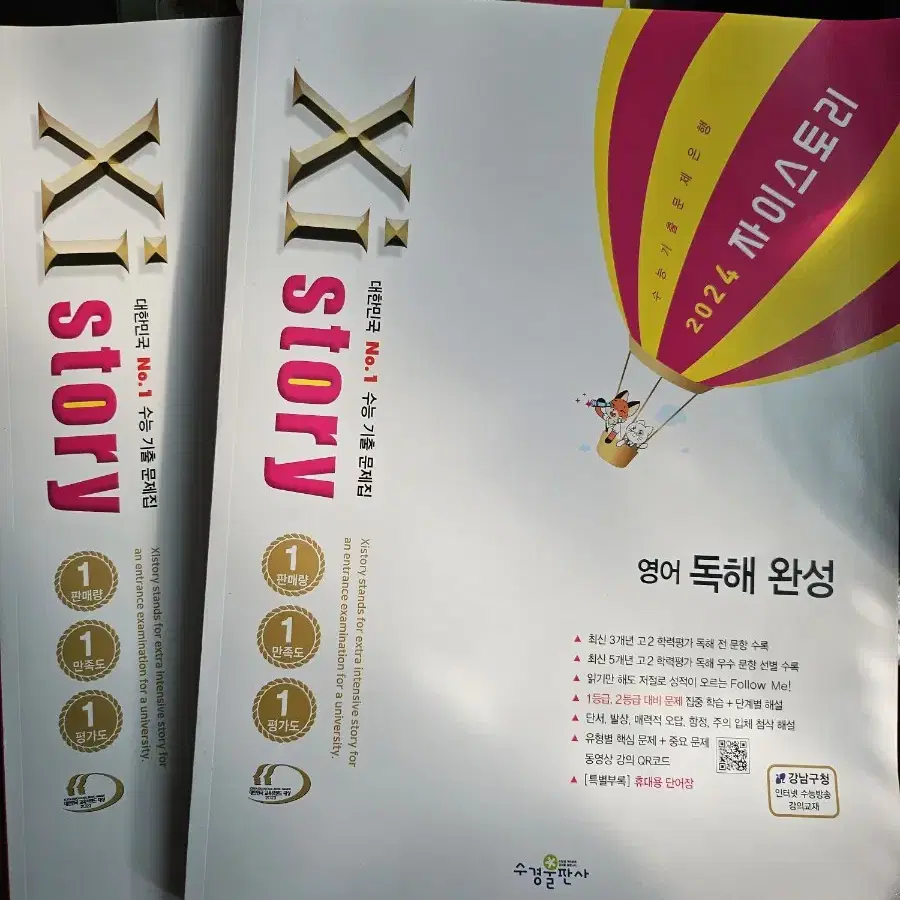 Xi
story
대한민국 No.1 수능 기출 문제집
Xistory stands for extra intensive story for
an entrance examination for a university.
1
판매량
1
만족도
1
평가도
2023
Xi
story
대한민국 No.1 수능 기출 문제집
Xistory stands for extra intensive story for
an entrance examination for a university.
1
판매량
1
만족도
1
평가도
2023
수능기출문제은행
2024 자이스토리
영어 독해 완성
▲ 최신 3개년 고2 학력평가 독해 전 문항 수록
▲ 최신 5개년 고2 학력평가 독해 우수 문항 선별 수록
▲ 읽기만 해도 저절로 성적이 오르는 Follow Me!
▲ 1등급, 2등급 대비 문제 집중 학습 + 단계별 해설
▲ 단서, 발상, 매력적 오답, 함정, 주의 입체 첨삭 해설
▲ 유형별 핵심 문제 + 중요 문제
동영상 강의 QR코드
▲ [특별부록] 휴대용 단어장
강남구청
인터넷 수능방송
강의교재
수경출판사